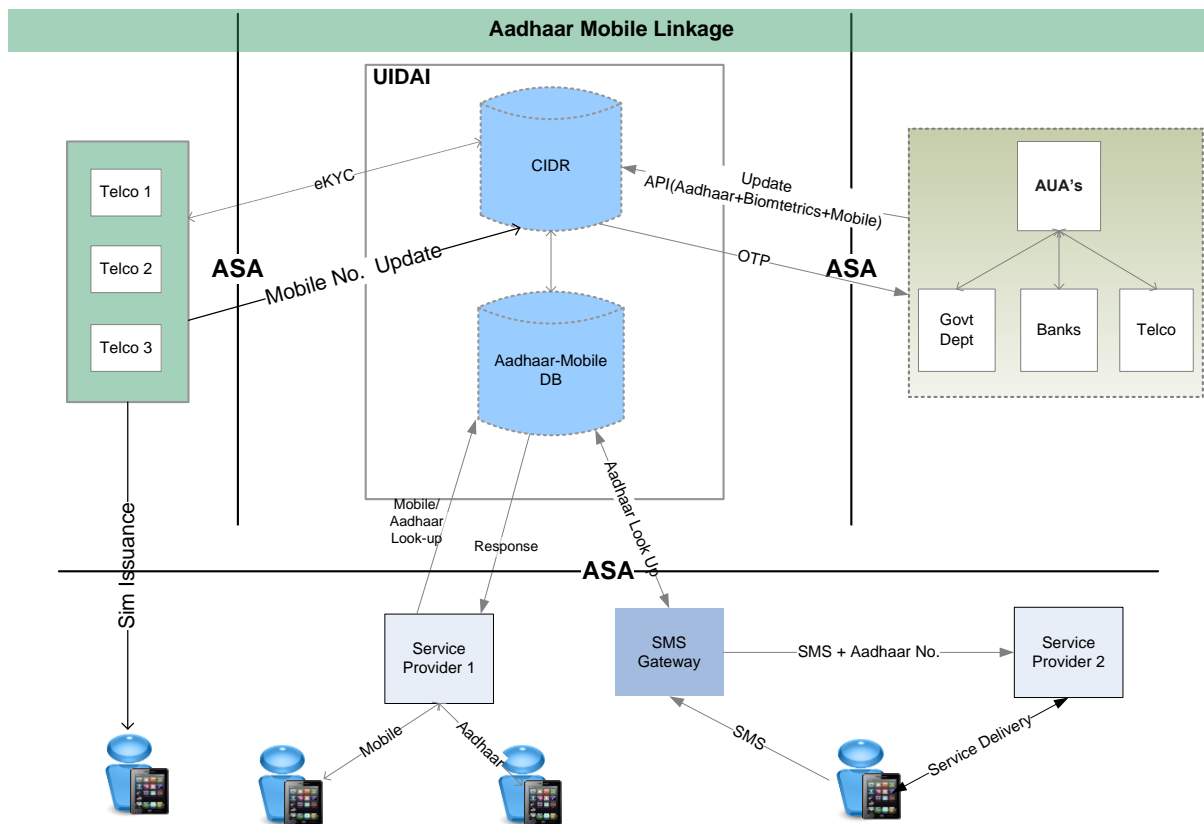 Aadhaar Mobile Linkage
UIDAI
CIDR
Aadhaar-Mobile
DB
Telco 1
Telco 2
Telco 3
eKYC
Mobile No.  Update
ASA
Sim Issuance
Update
API(Aadhaar+Biomtetrics+Mobile)
OTP
ASA
AUA's
Govt
Dept
Banks
Telco
Mobile/
Aadhaar
Look-up
Response
Aadhaar Look Up
ASA
Service
Provider 1
SMS
Gateway
SMS + Aadhaar No.
Service
Provider 2
Mobile
Aadhaar
SMS
Service Delivery